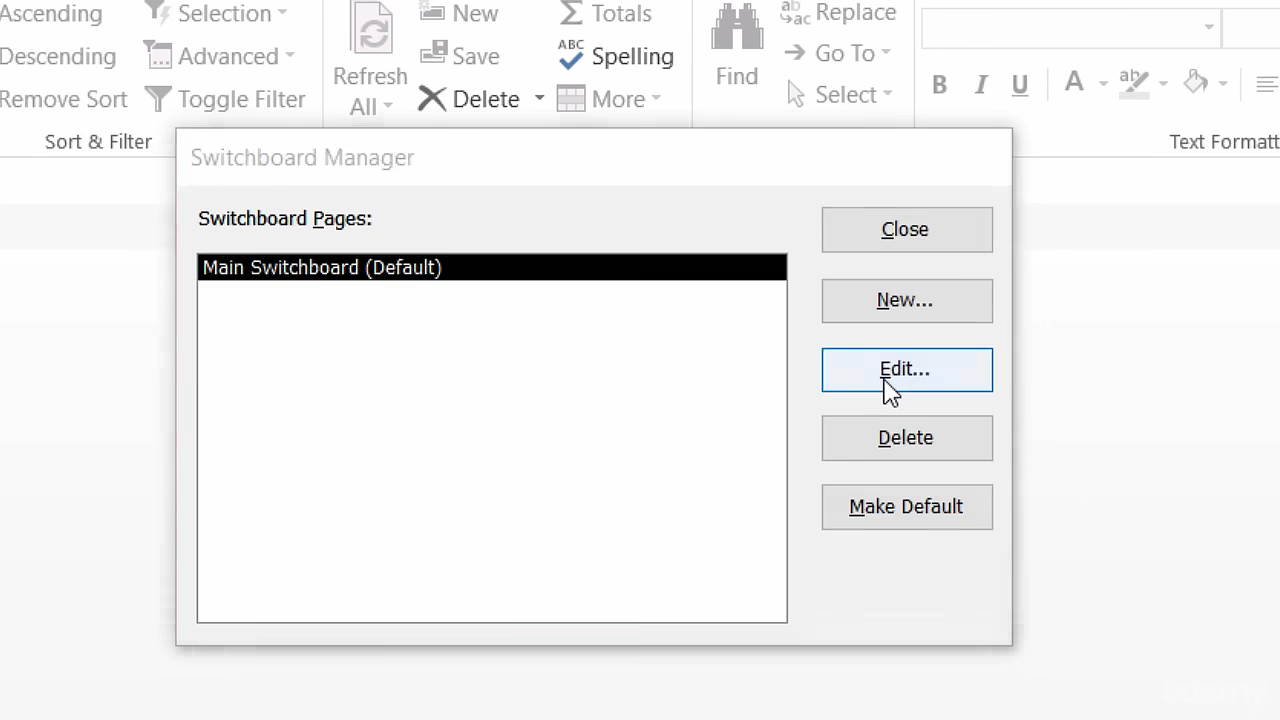 Ascending
Selection
New
Totals
Replace
Descending
Advanced
Save
ABC
Spelling
Refresh
All
Find
Go To
Remove Sort
Toggle Filter
Delete
More
Select
B I U A ab
Sort & Filter
Text Formatt
Switchboard Manager
Switchboard Pages:
Main Switchboard (Default)
Close
New...
Edit...
Delete
Make Default